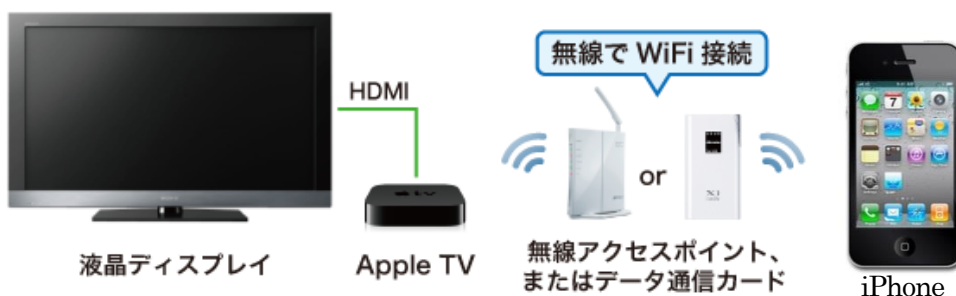 無線で WiFi 接続
HDMI
or
液晶ディスプレイ
Apple TV
無線アクセスポイント、
またはデータ通信カード
iPhone